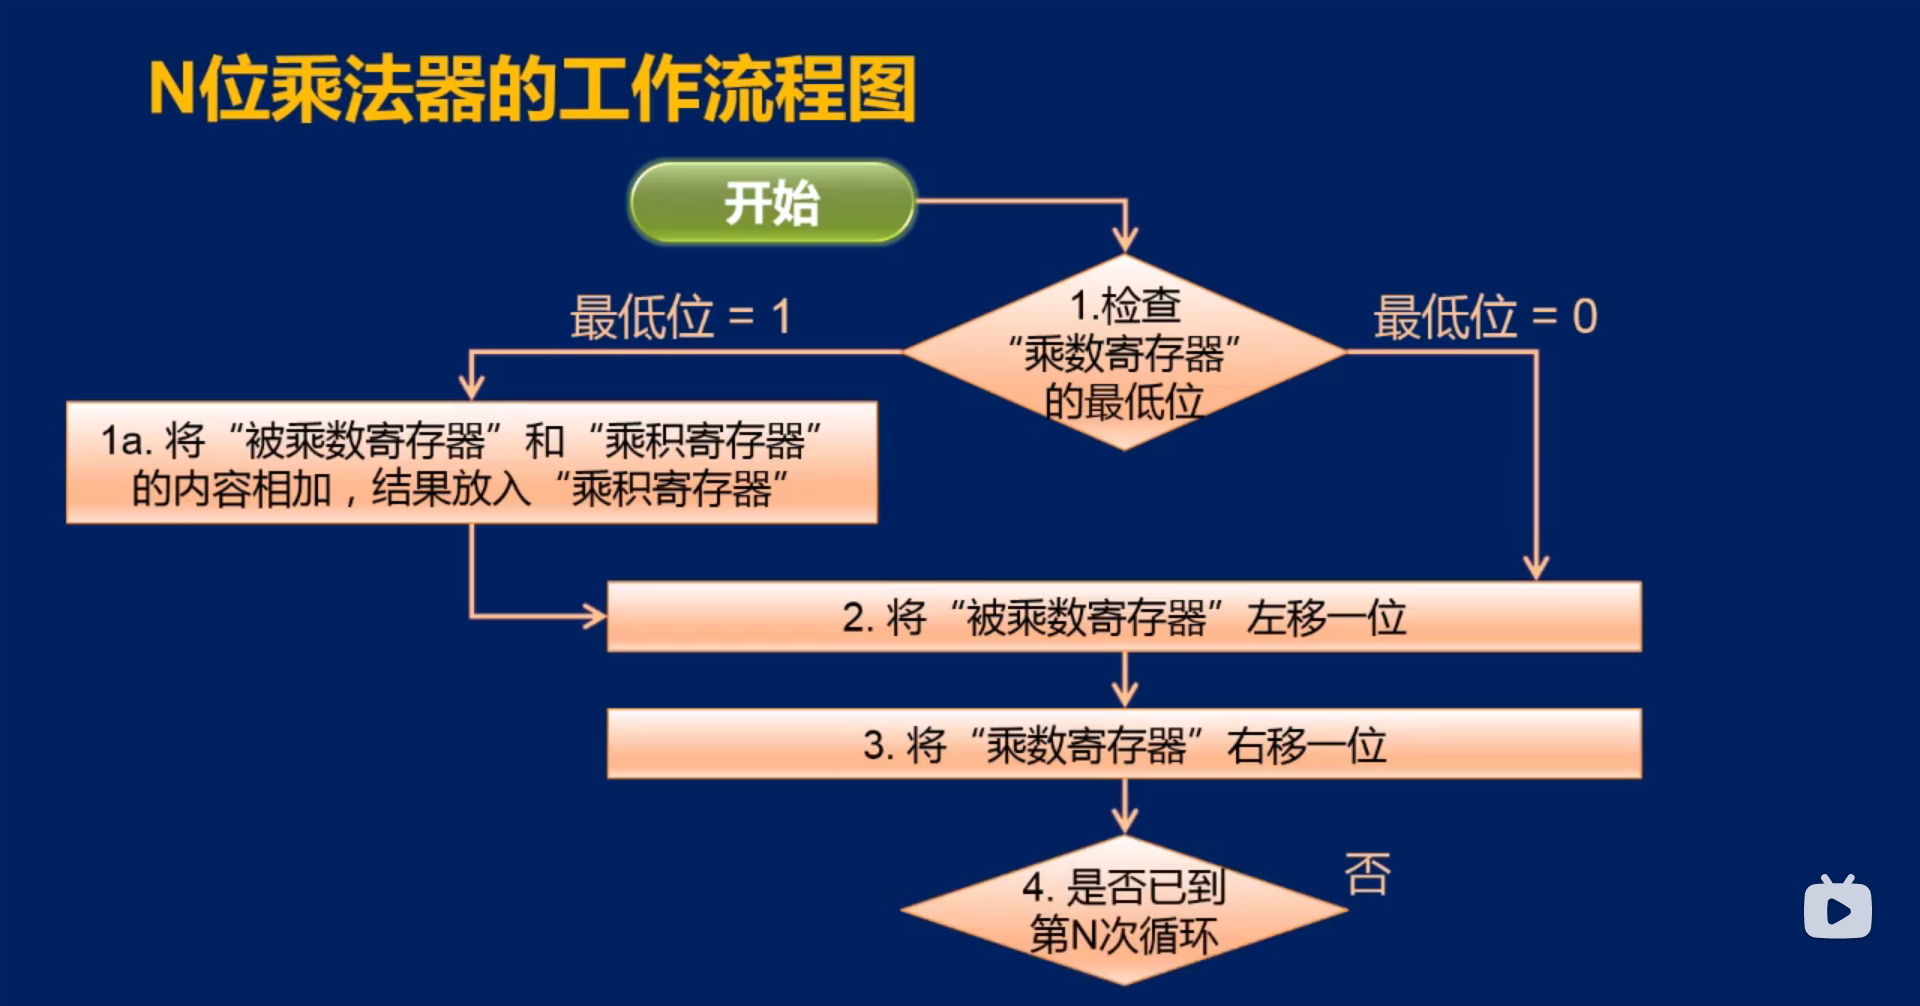 N位乘法器的工作流程图
开始
最低位 = 1
1.检查
“乘数寄存器”
的最低位
最低位 = 0
1a. 将“被乘数寄存器”和“乘积寄存器”
的内容相加，结果放入“乘积寄存器”
2. 将“被乘数寄存器”左移一位
3. 将“乘数寄存器”右移一位
4. 是否已到
第N次循环
否